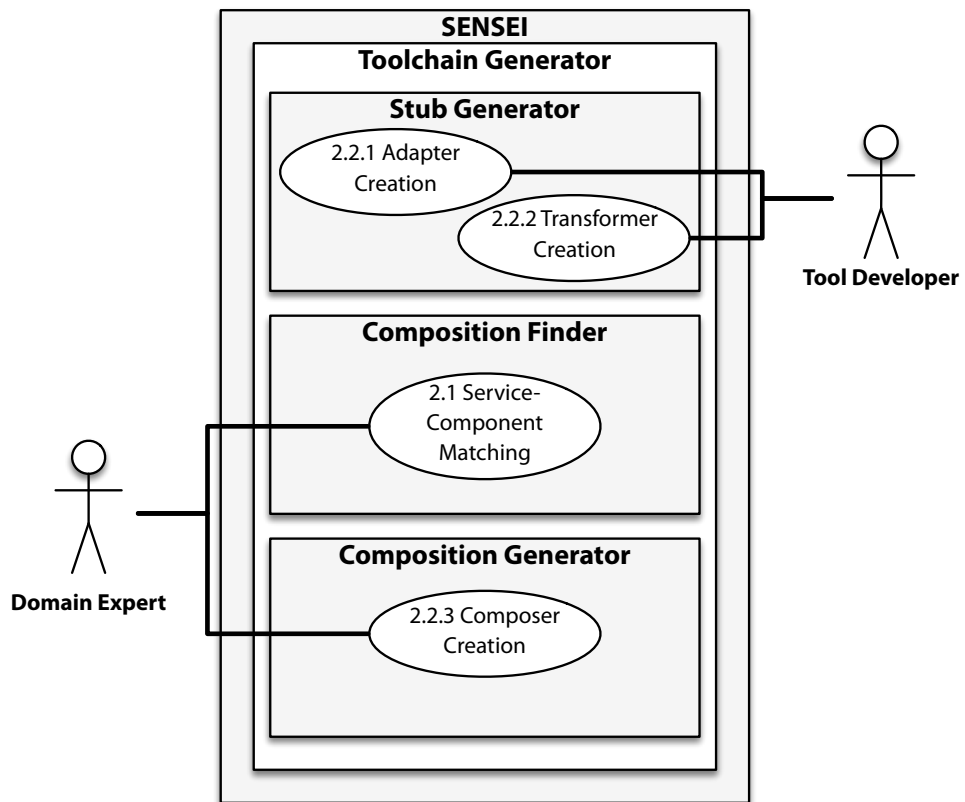 SENSEI
Toolchain Generator
Stub Generator
2.2.1 Adapter
Creation
2.2.2 Transformer
Creation
Tool Developer
Composition Finder
2.1 Service-
Component
Matching
Domain Expert
Composition Generator
2.2.3 Composer
Creation